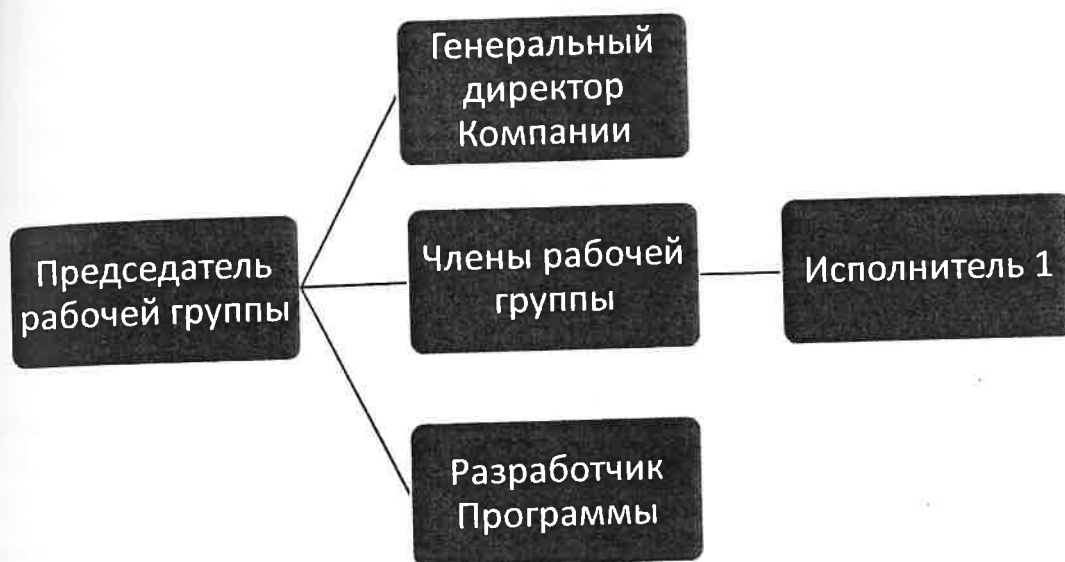 Генеральный
директор
Компании
Председатель
рабочей группы
Члены рабочей
группы
Исполнитель 1
Разработчик
Программы